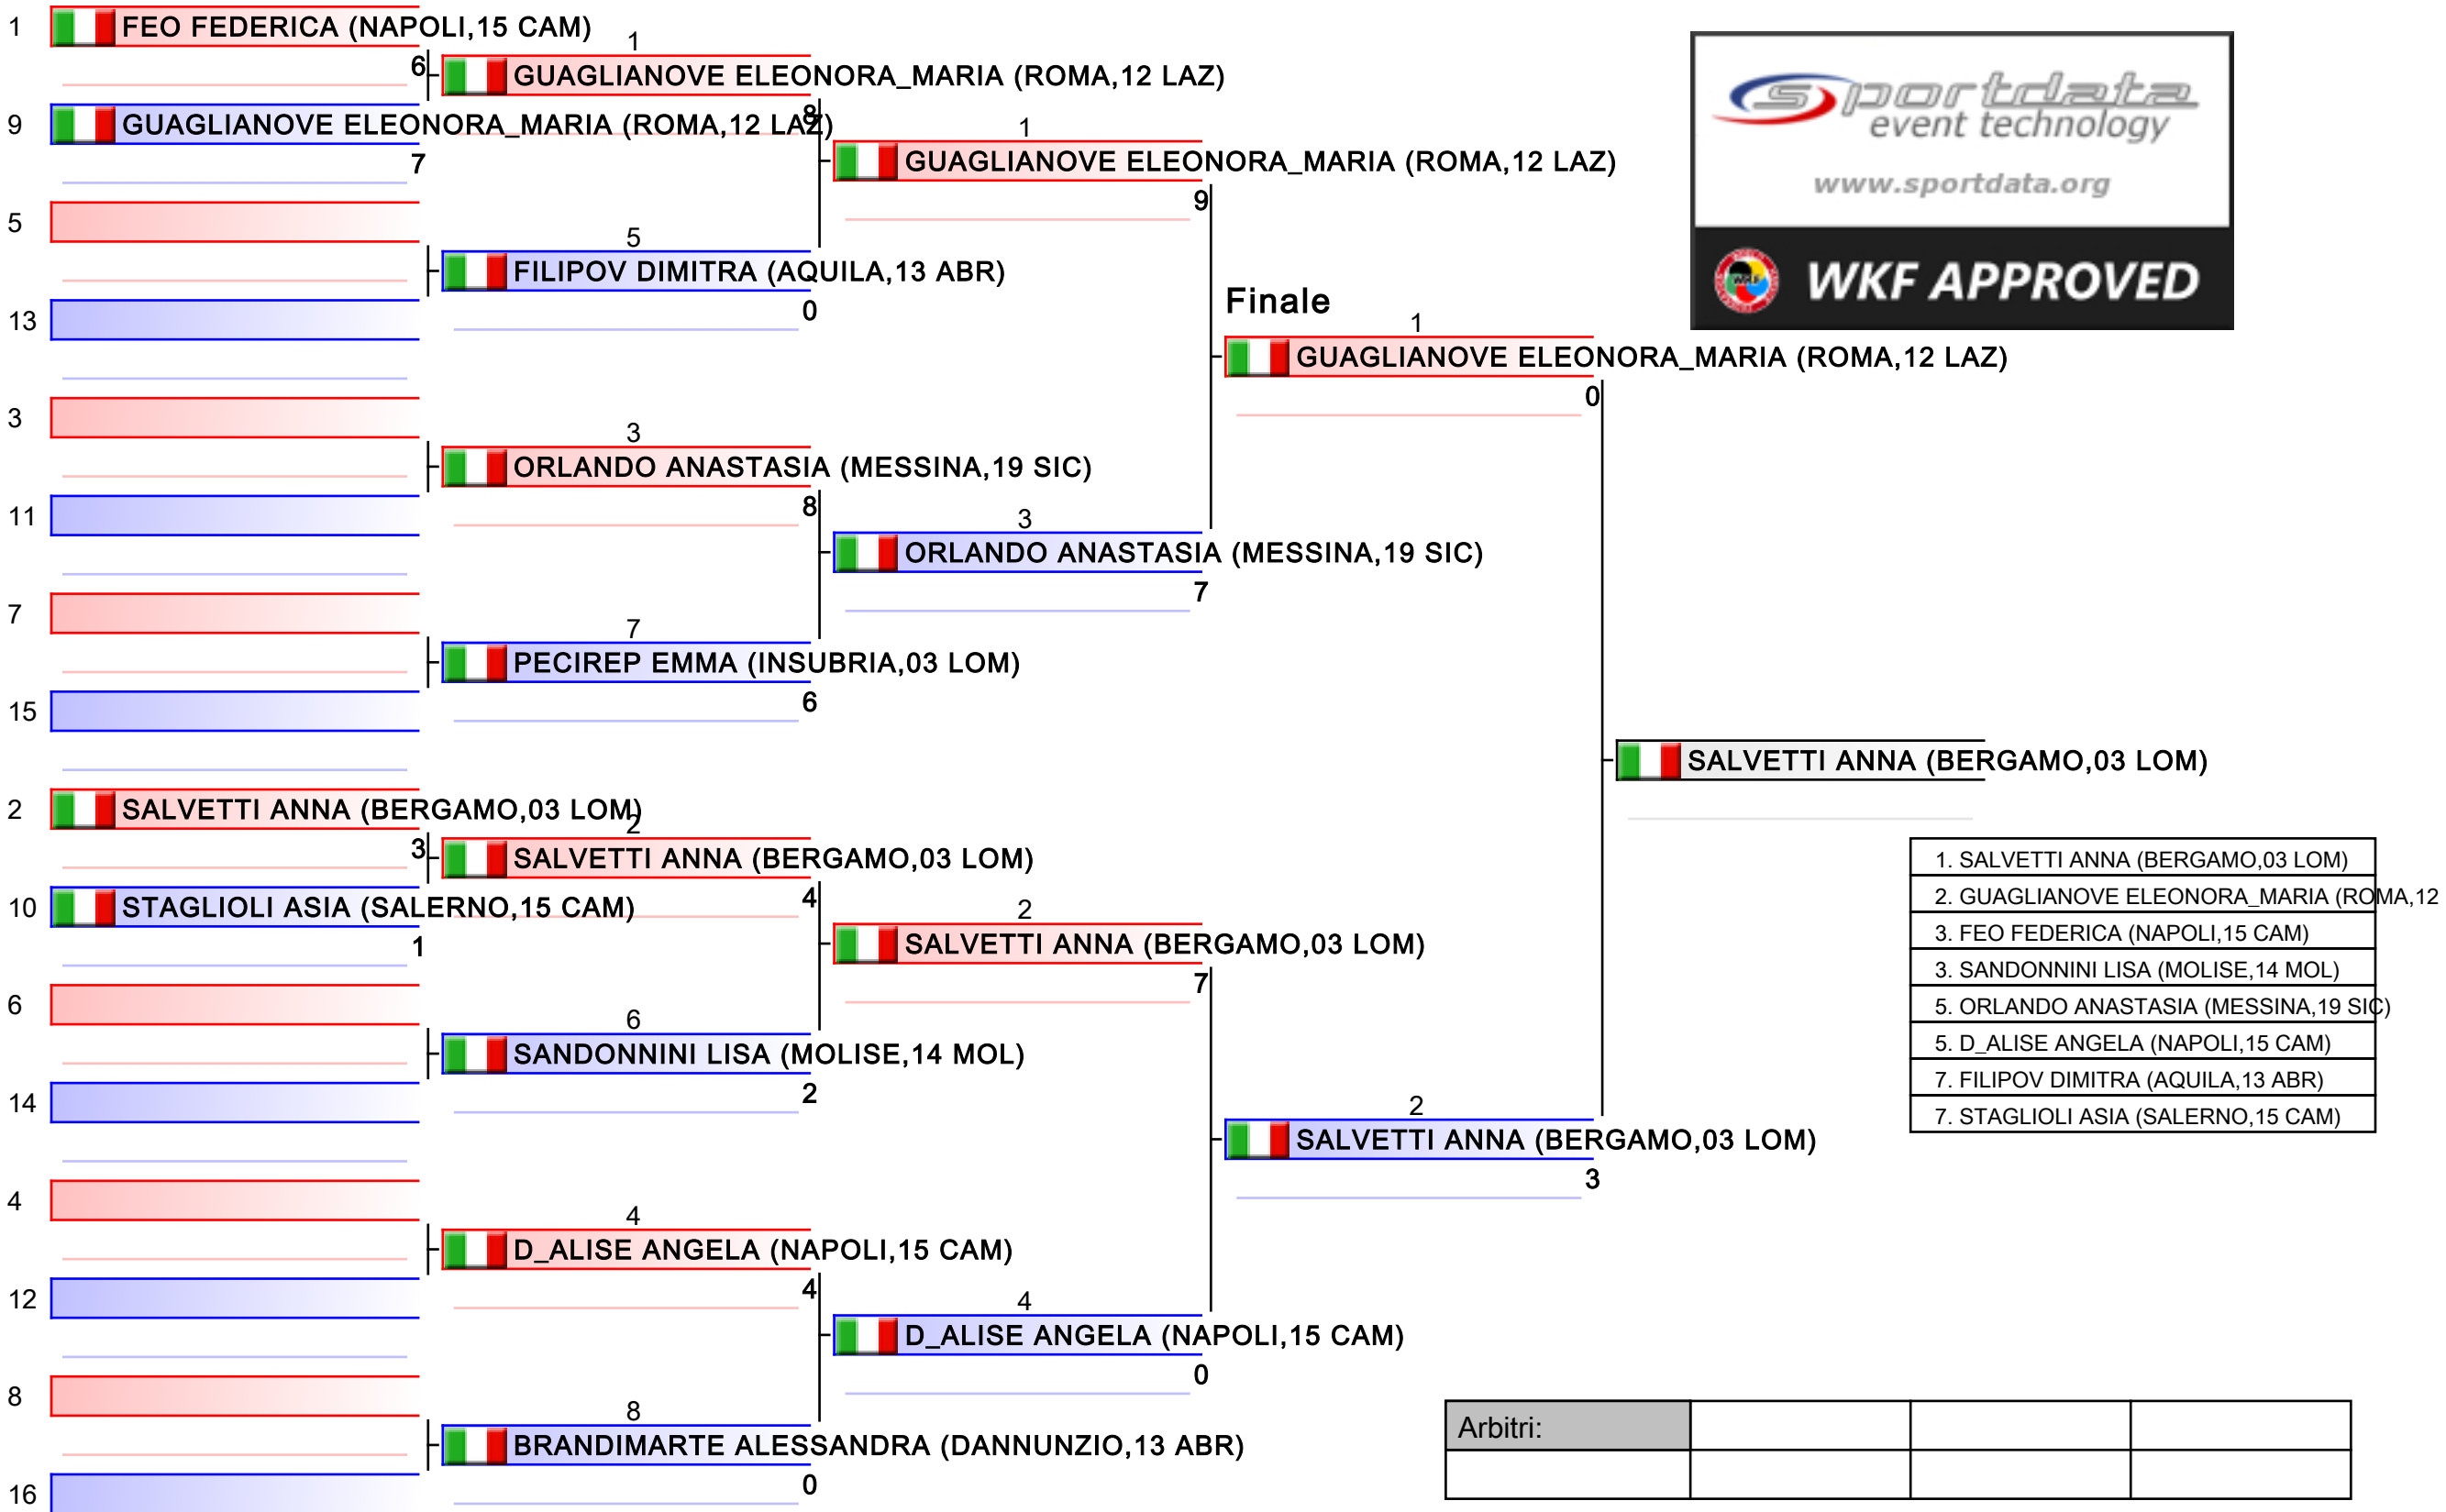 1 FEO FEDERICA (NAPOLI,15 CAM)
6
9 GUAGLIANOVE ELEONORA_MARIA (ROMA,12 LAZ)
7
5
13
3
11
7
15
2 SALVETTI ANNA (BERGAMO,03 LOM)
3
10 STAGLIOLI ASIA (SALERNO,15 CAM)
1
6
14
4
12
8
16
1
GUAGLIANOVE ELEONORA_MARIA (ROMA,12 LAZ)
8
5
FILIPOV DIMITRA (AQUILA,13 ABR)
0
3
ORLANDO ANASTASIA (MESSINA,19 SIC)
8
7
PECIREP EMMA (INSUBRIA,03 LOM)
6
2
SALVETTI ANNA (BERGAMO,03 LOM)
4
6
SANDONNINI LISA (MOLISE,14 MOL)
2
4
D_ALISE ANGELA (NAPOLI,15 CAM)
4
8
BRANDIMARTE ALESSANDRA (DANNUNZIO,13 ABR)
0
1
GUAGLIANOVE ELEONORA_MARIA (ROMA,12 LAZ)
9
3
ORLANDO ANASTASIA (MESSINA,19 SIC)
7
2
SALVETTI ANNA (BERGAMO,03 LOM)
7
4
D_ALISE ANGELA (NAPOLI,15 CAM)
0
Finale
1
GUAGLIANOVE ELEONORA_MARIA (ROMA,12 LAZ)
0
2
SALVETTI ANNA (BERGAMO,03 LOM)
3
SALVETTI ANNA (BERGAMO,03 LOM)
sportdata
event technology
www.sportdata.org
WKF
WKF APPROVED
1. SALVETTI ANNA (BERGAMO,03 LOM)
2. GUAGLIANOVE ELEONORA_MARIA (ROMA,12
3. FEO FEDERICA (NAPOLI,15 CAM)
3. SANDONNINI LISA (MOLISE,14 MOL)
5. ORLANDO ANASTASIA (MESSINA,19 SIC)
5. D_ALISE ANGELA (NAPOLI,15 CAM)
7. FILIPOV DIMITRA (AQUILA,13 ABR)
7. STAGLIOLI ASIA (SALERNO,15 CAM)
Arbitri: